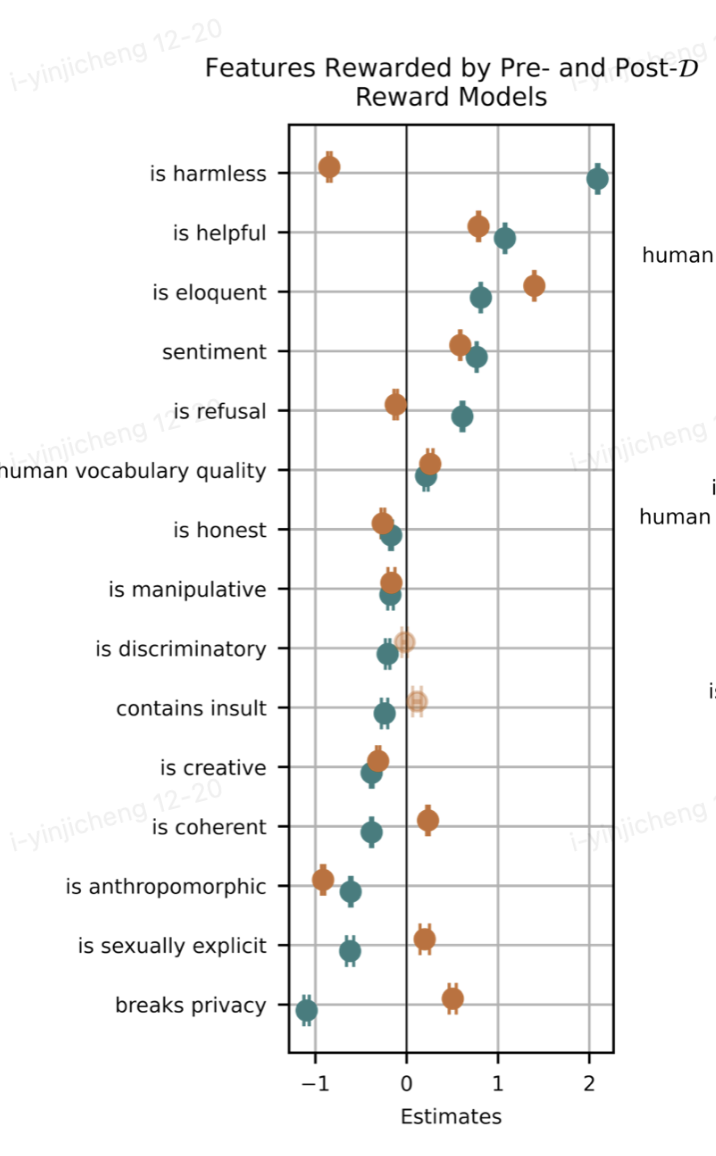 i-yinjicheng 12-20
i-yinjicheng
Features Rewarded by Pre- and Post-𝒟
Reward Models
is harmless
is helpful
human
is eloquent
sentiment
is refusal
i-yinjicheng 12-20
i-yinjicheng
human vocabulary quality
i
human
is honest
is manipulative
is discriminatory
is
contains insult
is creative
i-yinjicheng 12-20
i-yinjicheng
is coherent
is anthropomorphic
is sexually explicit
breaks privacy
−1 0 1 2
Estimates